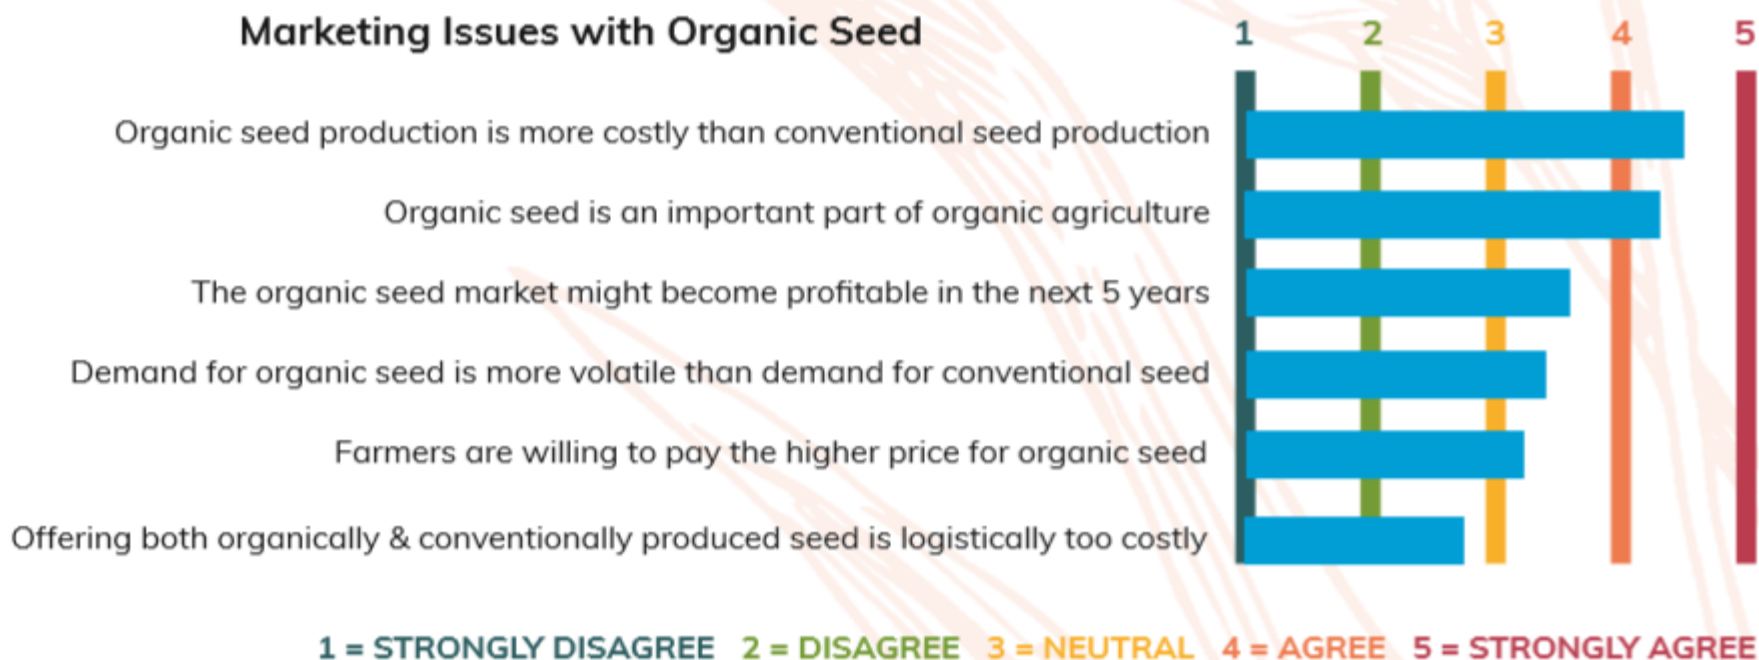 Marketing Issues with Organic Seed
1 2 3 4 5
Organic seed production is more costly than conventional seed production
Organic seed is an important part of organic agriculture
The organic seed market might become profitable in the next 5 years
Demand for organic seed is more volatile than demand for conventional seed
Farmers are willing to pay the higher price for organic seed
Offering both organically & conventionally produced seed is logistically too costly
1 = STRONGLY DISAGREE 2 = DISAGREE 3 = NEUTRAL 4 = AGREE 5 = STRONGLY AGREE